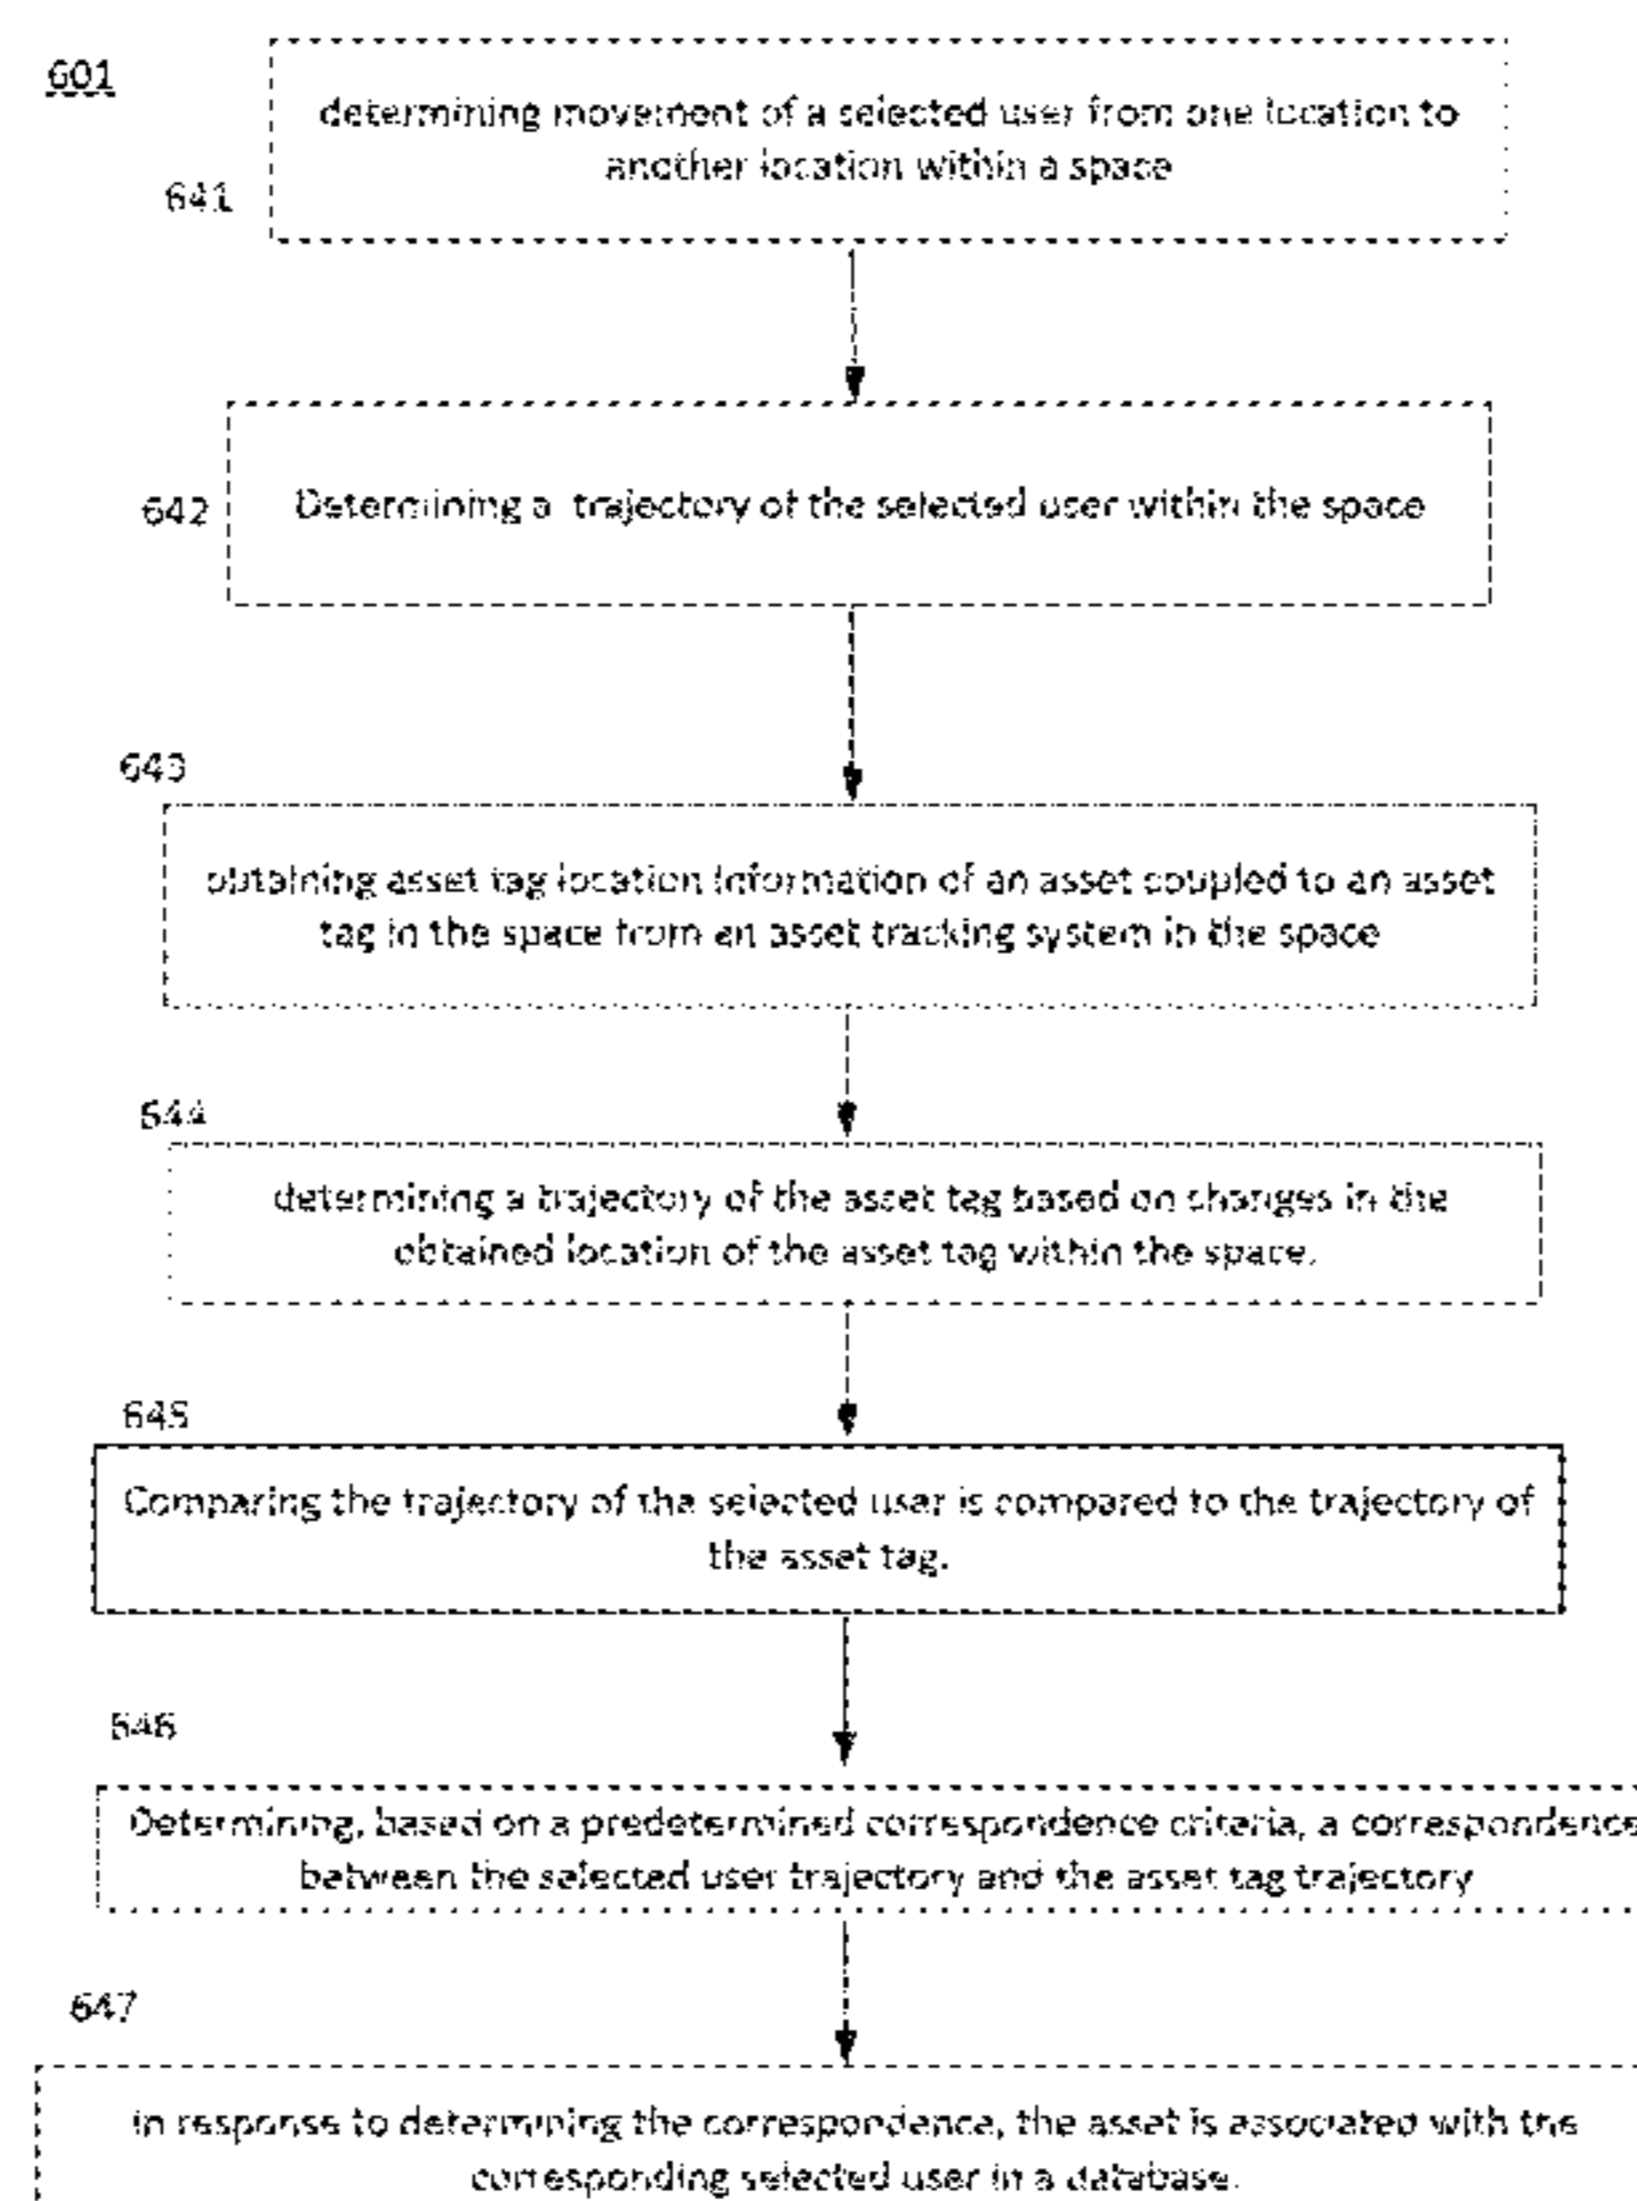 601
determining movement of a selected user from one location to
another location within a space
641
642
Determining a trajectory of the selected user within the space
643
obtaining asset tag location information of an asset coupled to an asset
tag in the space from an asset tracking system in the space
644
determining a trajectory of the asset tag based on changes in the
obtained location of the asset tag within the space.
645
Comparing the trajectory of the selected user is compared to the trajectory of
the asset tag.
646
Determining, based on a predetermined correspondence criteria, a correspondence
between the selected user trajectory and the asset tag trajectory
647
in response to determining the correspondence, the asset is associated with the
corresponding selected user in a database.